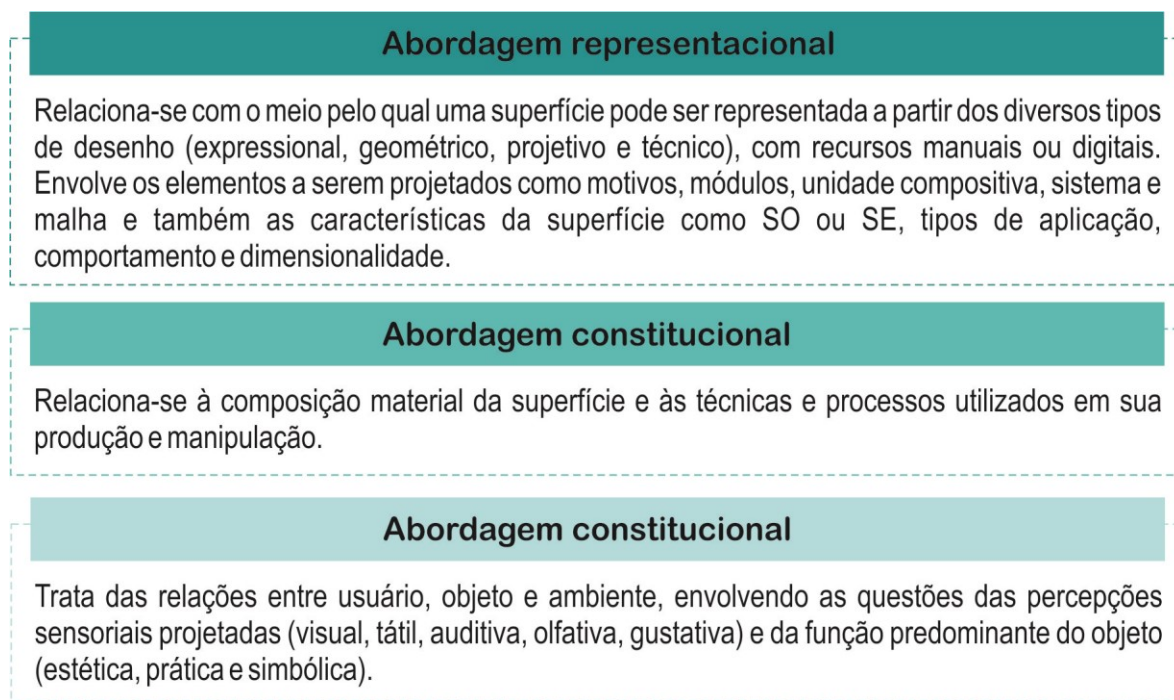 Abordagem representacional
Relaciona-se com o meio pelo qual uma superfície pode ser representada a partir dos diversos tipos
de desenho (expressional, geométrico, projetivo e técnico), com recursos manuais ou digitais.
Envolve os elementos a serem projetados como motivos, módulos, unidade compositiva, sistema e
malha e também as características da superfície como SO ou SE, tipos de aplicação,
comportamento e dimensionalidade.
Abordagem constitucional
Relaciona-se à composição material da superfície e às técnicas e processos utilizados em sua
produção e manipulação.
Abordagem constitucional
Trata das relações entre usuário, objeto e ambiente, envolvendo as questões das percepções
sensoriais projetadas (visual, tátil, auditiva, olfativa, gustativa) e da função predominante do objeto
(estética, prática e simbólica).